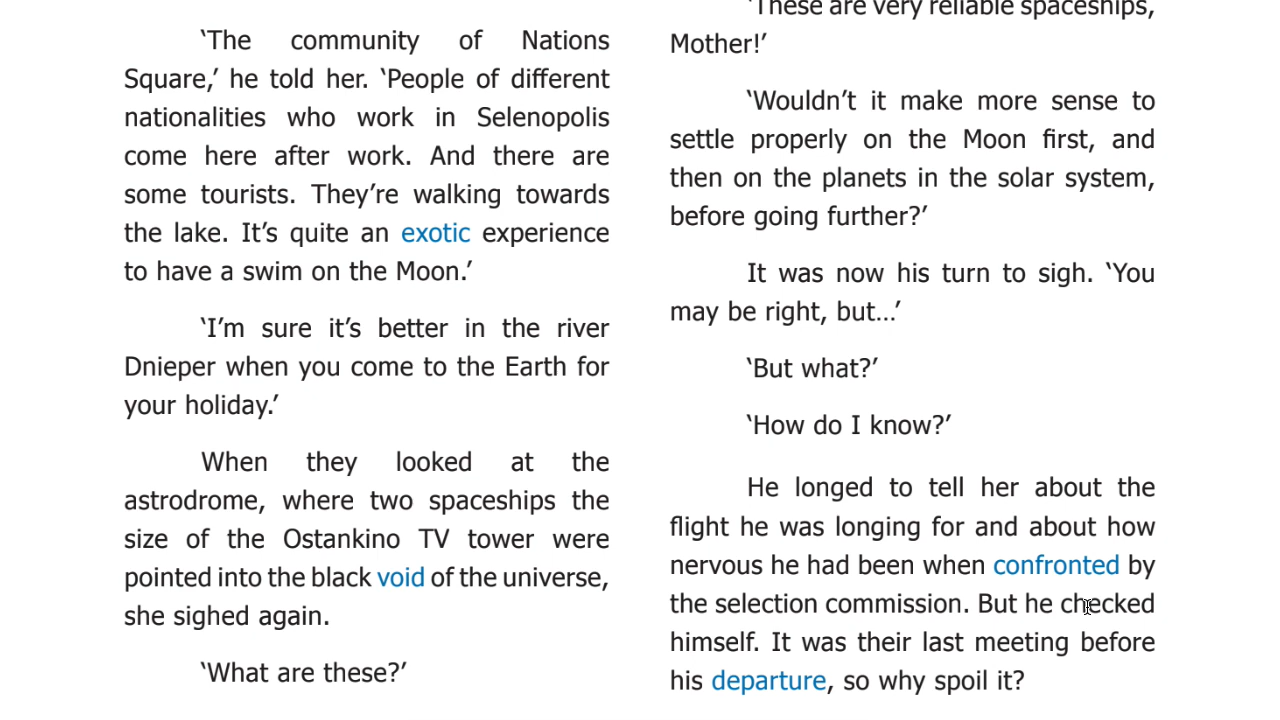 ‘The community of Nations
Square,’ he told her. ‘People of different
nationalities who work in Selenopolis
come here after work. And there are
some tourists. They’re walking towards
the lake. It’s quite an exotic experience
to have a swim on the Moon.’
‘I’m sure it’s better in the river
Dnieper when you come to the Earth for
your holiday.’
When they looked at the
astrodrome, where two spaceships the
size of the Ostankino TV tower were
pointed into the black void of the universe,
she sighed again.
‘What are these?’
‘These are very reliable spaceships,
Mother!’
‘Wouldn’t it make more sense to
settle properly on the Moon first, and
then on the planets in the solar system,
before going further?’
It was now his turn to sigh. ‘You
may be right, but…’
‘But what?’
‘How do I know?’
He longed to tell her about the
flight he was longing for and about how
nervous he had been when confronted by
the selection commission. But he checked
himself. It was their last meeting before
his departure, so why spoil it?